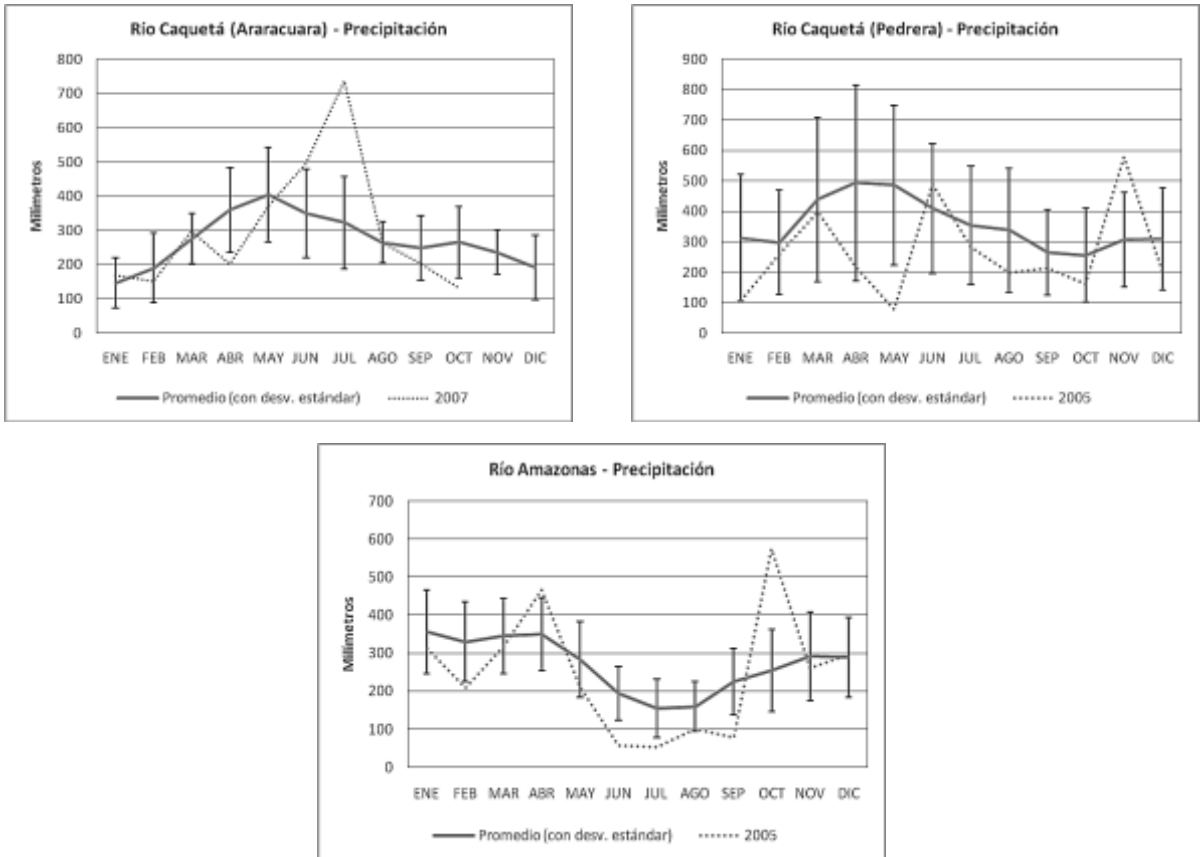 Río Caquetá (Araracuara) - Precipitación
Milímetros
800
700
600
500
400
300
200
100
0
ENE FEB MAR ABR MAY JUN JUL AGO SEP OCT NOV DIC
Promedio (con desv. estándar) 2007
Río Caquetá (Pedrera) - Precipitación
Milímetros
900
800
700
600
500
400
300
200
100
0
ENE FEB MAR ABR MAY JUN JUL AGO SEP OCT NOV DIC
Promedio (con desv. estándar) 2005
Río Amazonas - Precipitación
Milímetros
700
600
500
400
300
200
100
0
ENE FEB MAR ABR MAY JUN JUL AGO SEP OCT NOV DIC
Promedio (con desv. estándar) 2005